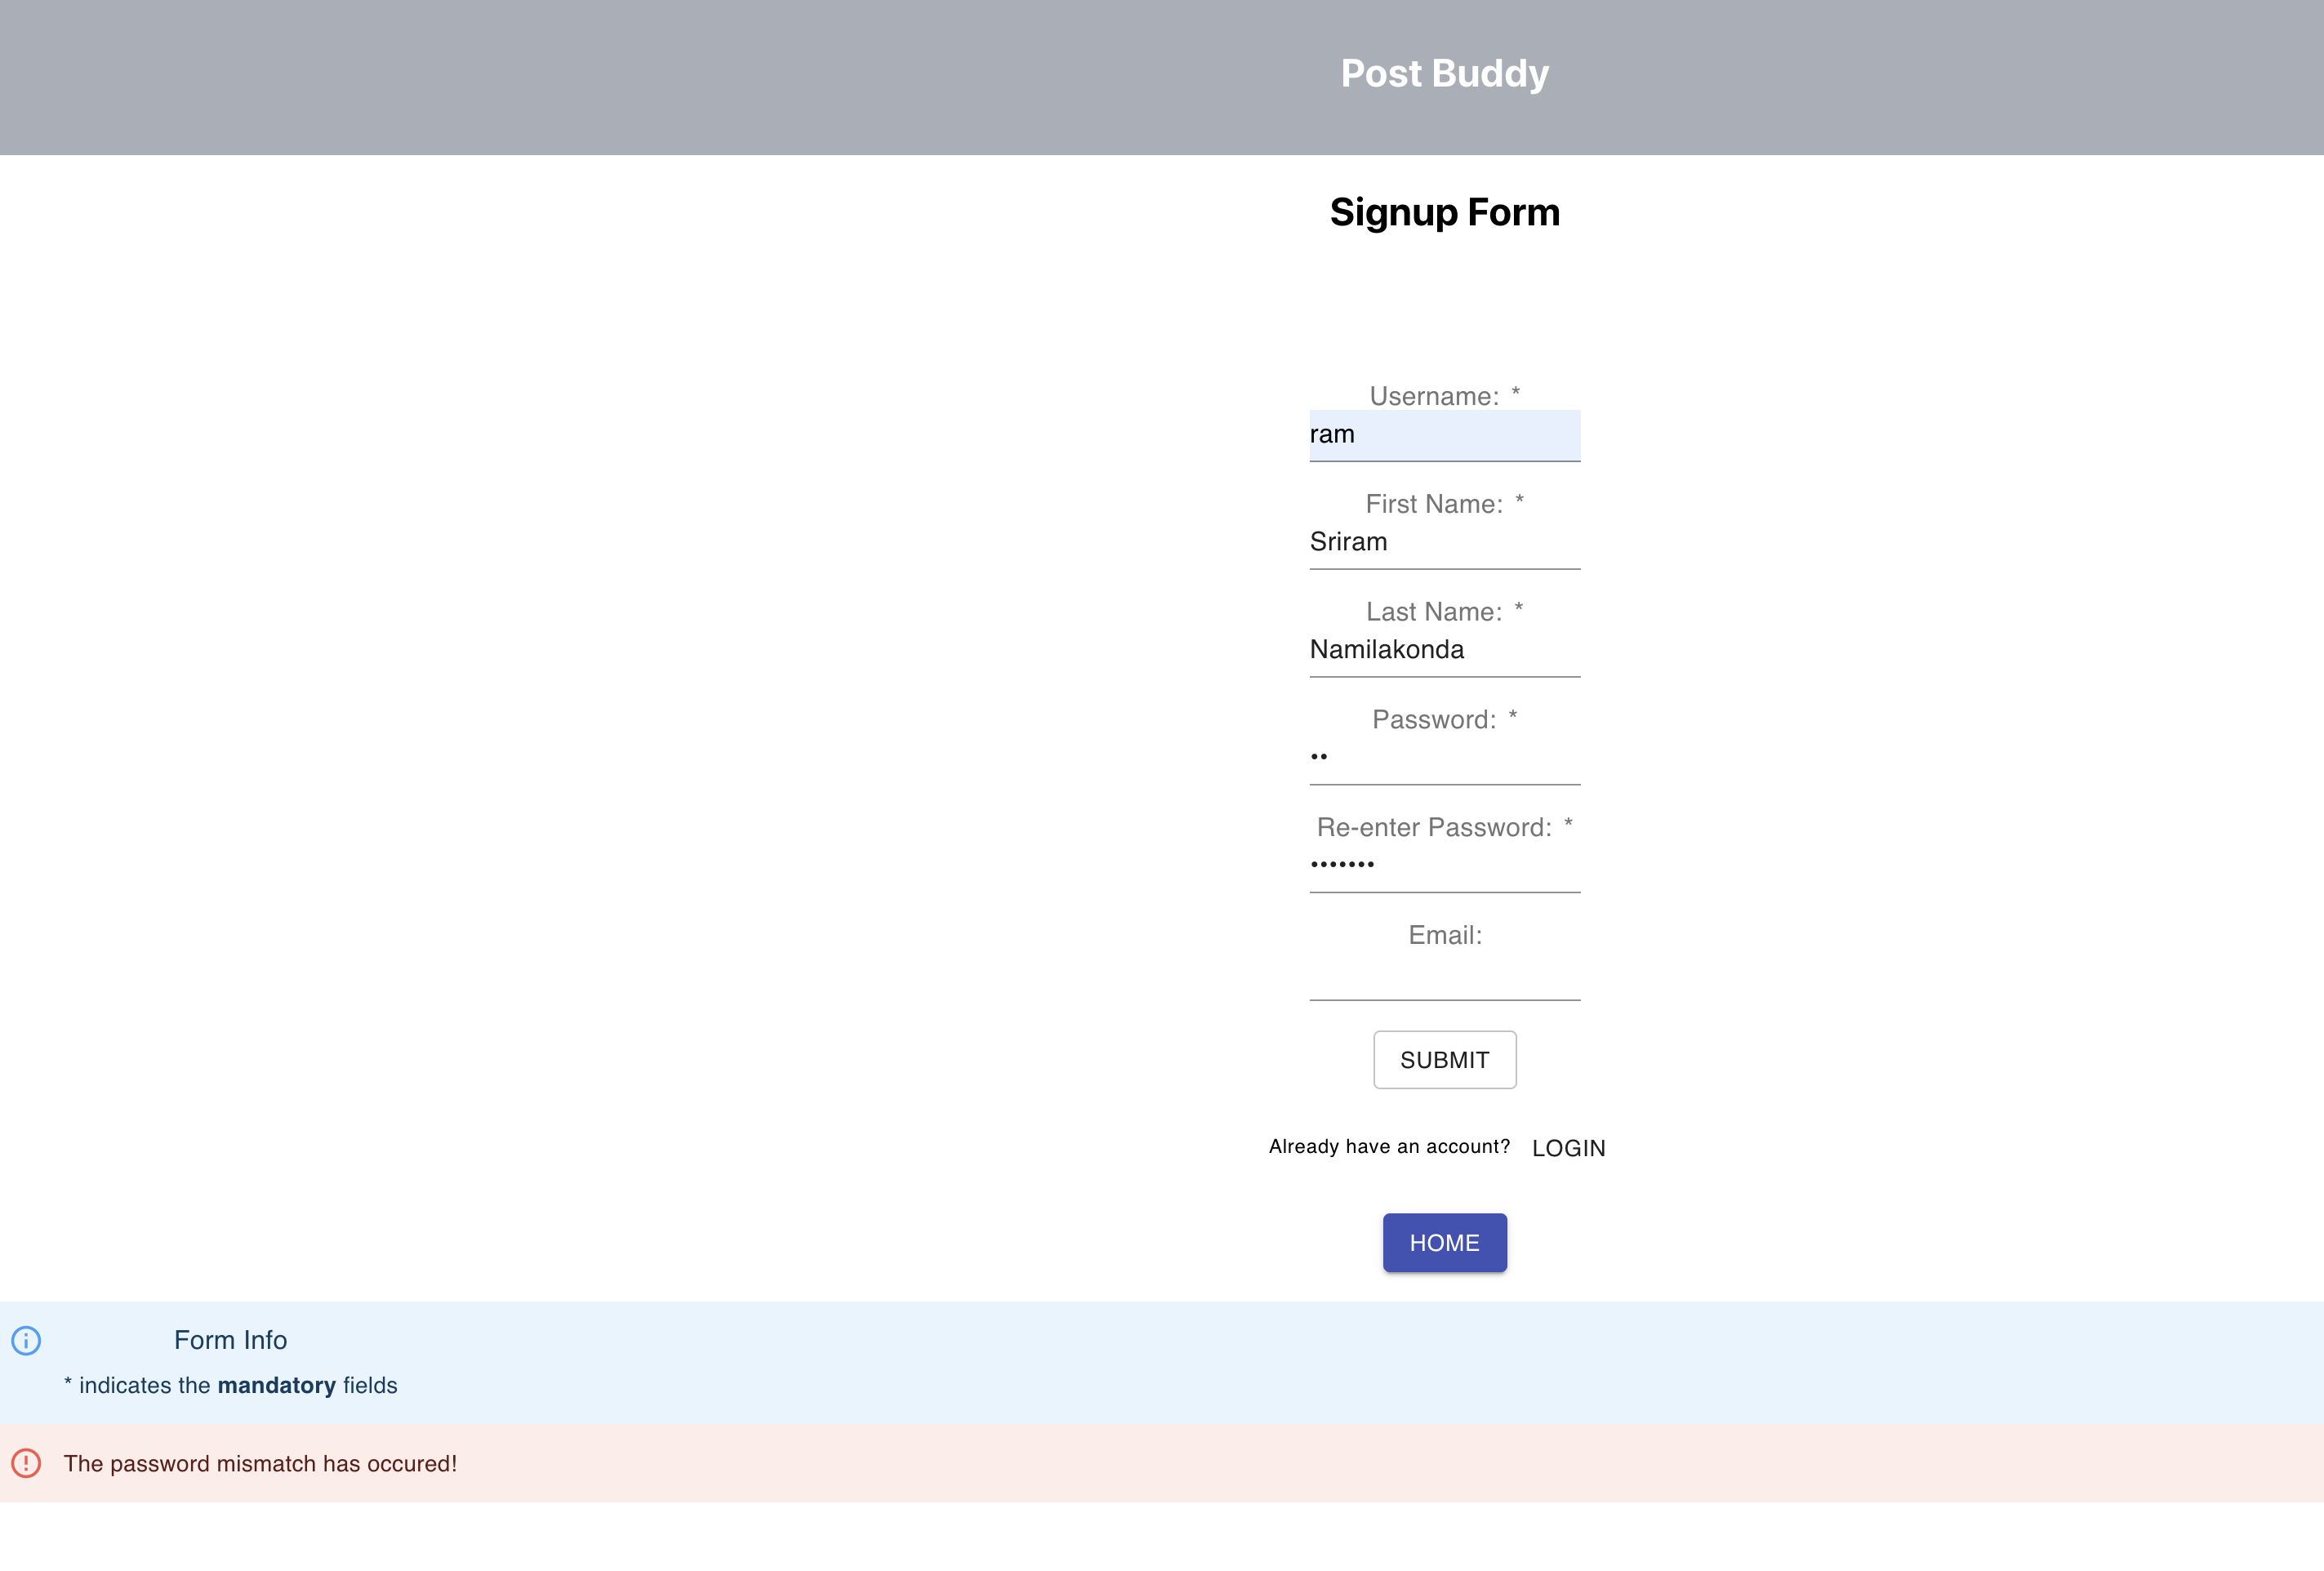 Post Buddy
Signup Form
Username: *
ram
First Name: *
Sriram
Last Name: *
Namilakonda
Password: *
••
Re-enter Password: *
•••••••
Email:
SUBMIT
Already have an account? LOGIN
HOME
Form Info
* indicates the mandatory fields
The password mismatch has occured!